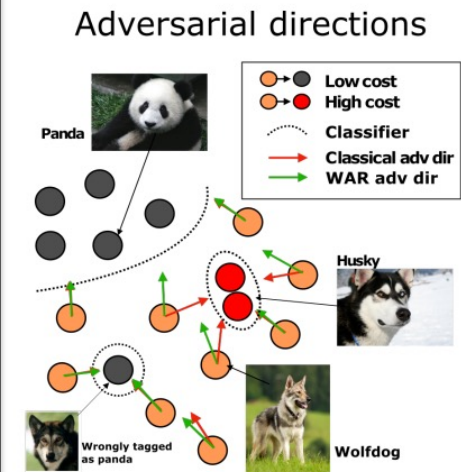 Adversarial directions
Low cost
High cost
Classifier
Classical adv dir
WAR adv dir
Panda
Husky
Wrongly tagged
as panda
Wolfdog